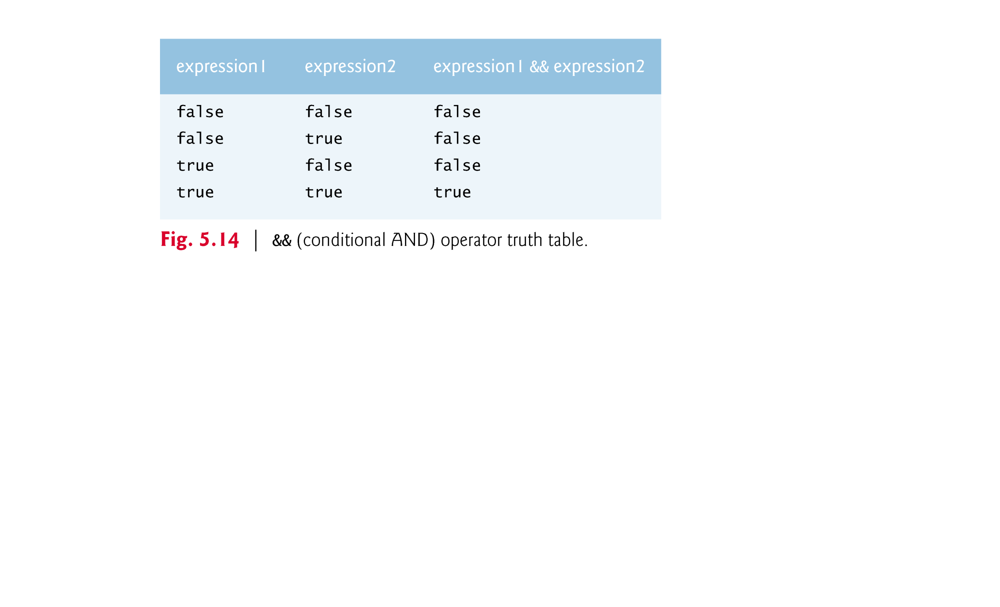 expression1 expression2 expression1 && expression2
false false false
false true false
true false false
true true true
Fig. 5.14 | && (conditional AND) operator truth table.